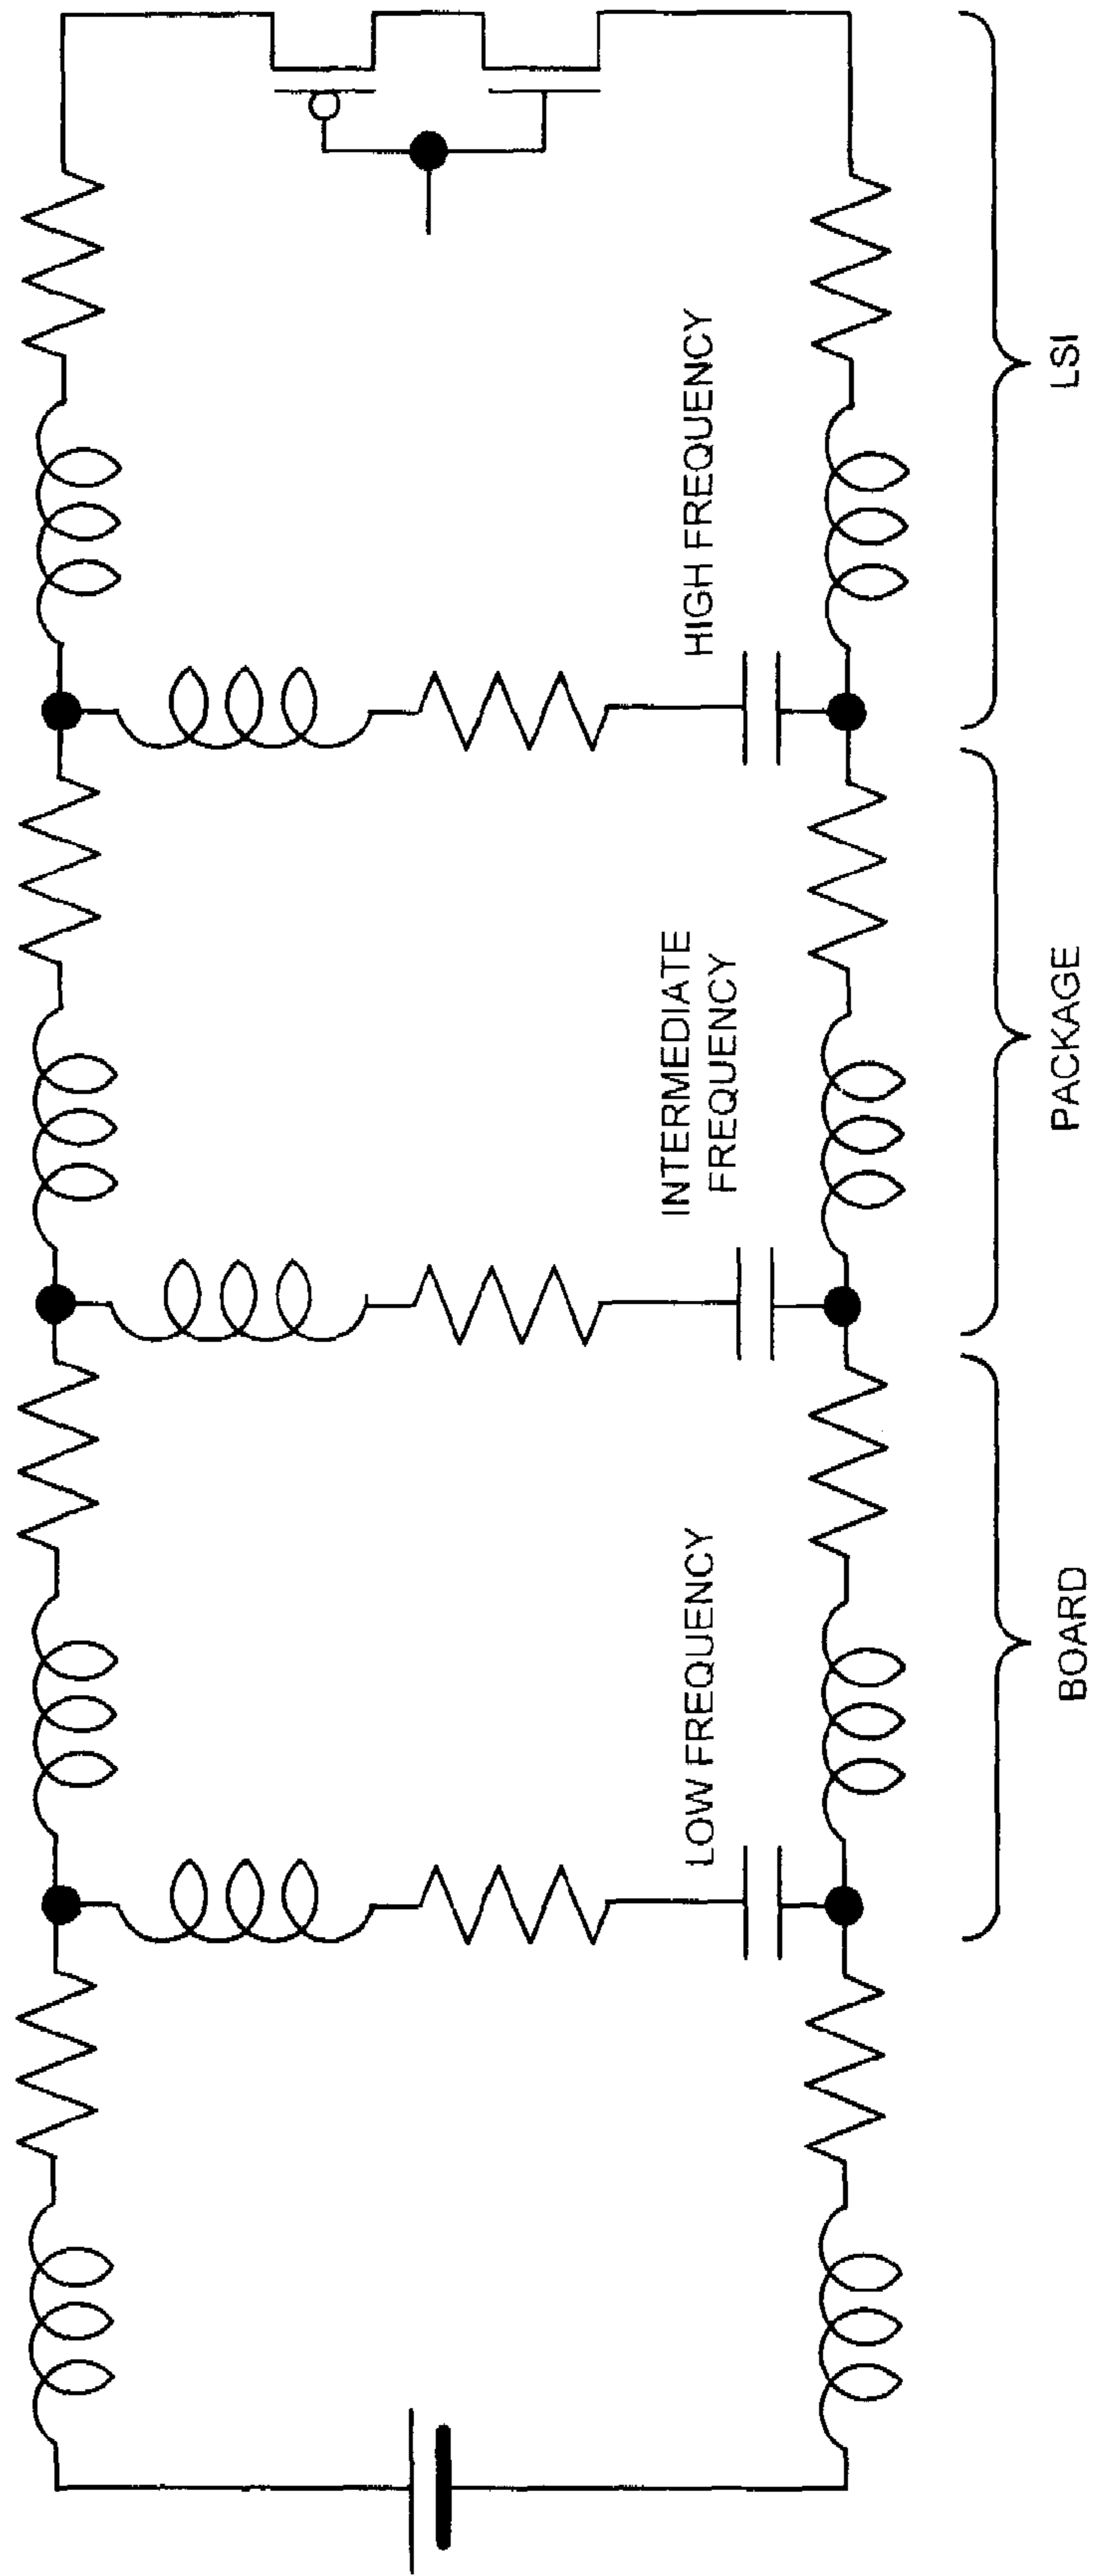 LOW FREQUENCY
INTERMEDIATE
FREQUENCY
HIGH FREQUENCY
BOARD
PACKAGE
LSI